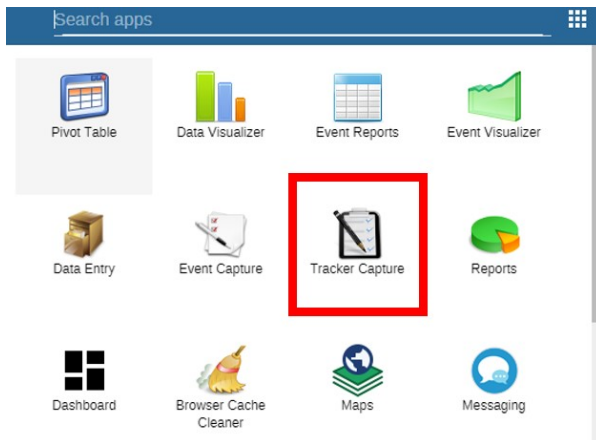 Search apps
Pivot Table
Data Visualizer
Event Reports
Event Visualizer
Data Entry
Event Capture
Tracker Capture
Reports
Dashboard
Browser Cache
Cleaner
Maps
Messaging